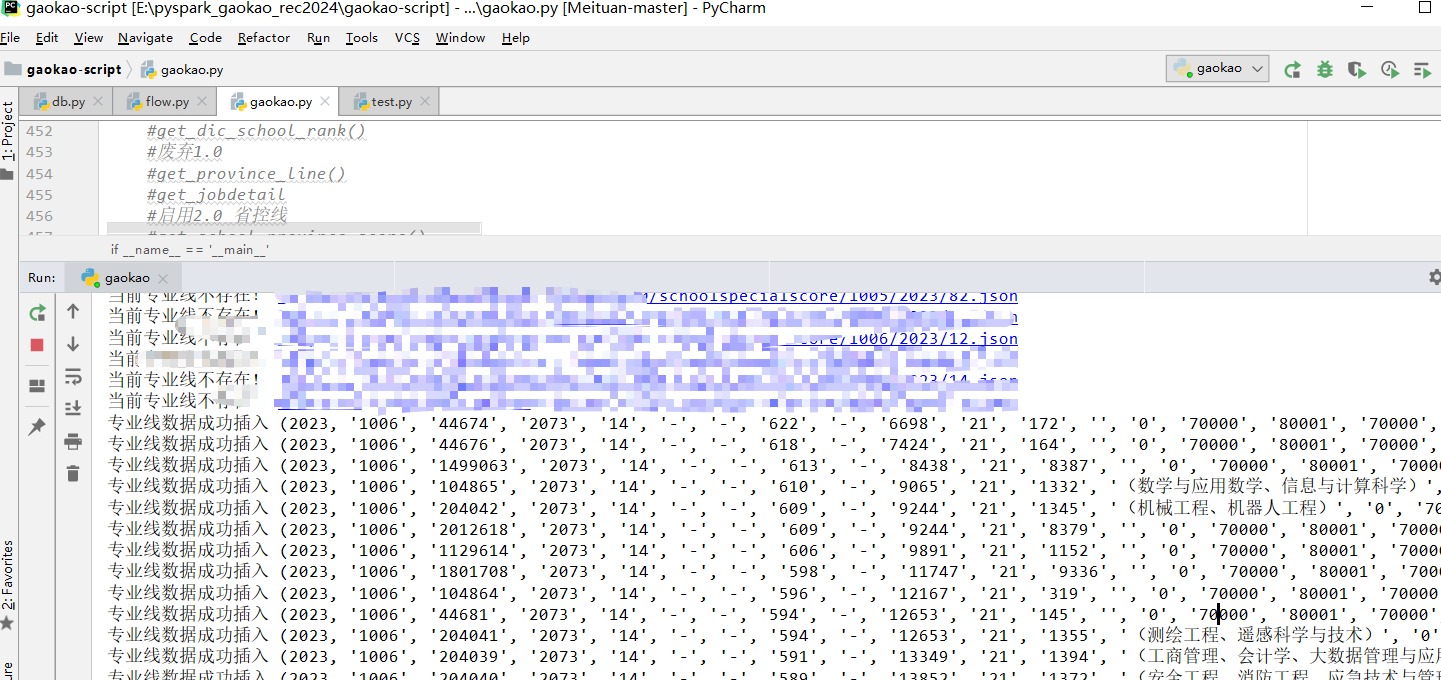 gaokao-script [E:\pyspark_gaokao_rec2024\gaokao-script] - ...\gaokao.py [Meituan-master] - PyCharm
File Edit View Navigate Code Refactor Run Tools VCS Window Help
gaokao-script gaokao.py gaokao
db.py flow.py gaokao.py test.py
1: Project
452 #get_dic_school_rank()
453 #废弃1.0
454 #get_province_line()
455 #get_jobdetail
456 #启用2.0 省控线
if __name__ == '__main__'
Run: gaokao
当前专业线不存在! /schoolspecialscore/1005/2023/82.json
当前专业线不存在!
当前专业线不存在 /1006/2023/12.json
当前
当前专业线不存在! 14.json
当前专业线不存
专业线数据成功插入 (2023, '1006', '44674', '2073', '14', '-', '-', '622', '-', '6698', '21', '172', '', '0', '70000', '80001', '70000',
专业线数据成功插入 (2023, '1006', '44676', '2073', '14', '-', '-', '618', '-', '7424', '21', '164', '', '0', '70000', '80001', '70000',
专业线数据成功插入 (2023, '1006', '1499063', '2073', '14', '-', '-', '613', '-', '8438', '21', '8387', '', '0', '70000', '80001', '7000
专业线数据成功插入 (2023, '1006', '104865', '2073', '14', '-', '-', '610', '-', '9065', '21', '1332', '（数学与应用数学、信息与计算科学）',
专业线数据成功插入 (2023, '1006', '204042', '2073', '14', '-', '-', '609', '-', '9244', '21', '1345', '（机械工程、机器人工程）', '0', '70
专业线数据成功插入 (2023, '1006', '2012618', '2073', '14', '-', '-', '609', '-', '9244', '21', '8379', '', '0', '70000', '80001', '7000
专业线数据成功插入 (2023, '1006', '1129614', '2073', '14', '-', '-', '606', '-', '9891', '21', '1152', '', '0', '70000', '80001', '7000
专业线数据成功插入 (2023, '1006', '1801708', '2073', '14', '-', '-', '598', '-', '11747', '21', '9336', '', '0', '70000', '80001', '700
专业线数据成功插入 (2023, '1006', '104864', '2073', '14', '-', '-', '596', '-', '12167', '21', '319', '', '0', '70000', '80001', '70000
专业线数据成功插入 (2023, '1006', '44681', '2073', '14', '-', '-', '594', '-', '12653', '21', '145', '', '0', '70000', '80001', '70000'
专业线数据成功插入 (2023, '1006', '204041', '2073', '14', '-', '-', '594', '-', '12653', '21', '1355', '（测绘工程、遥感科学与技术）', '0'
专业线数据成功插入 (2023, '1006', '204039', '2073', '14', '-', '-', '591', '-', '13349', '21', '1394', '（工商管理、会计学、大数据管理与应用
专业线数据成功插入 (2023, '1006', '204040', '2073', '14', '-', '-', '589', '-', '13852', '21', '1372', '（安全工程、消防工程、应急技术与管理
2: Favorites